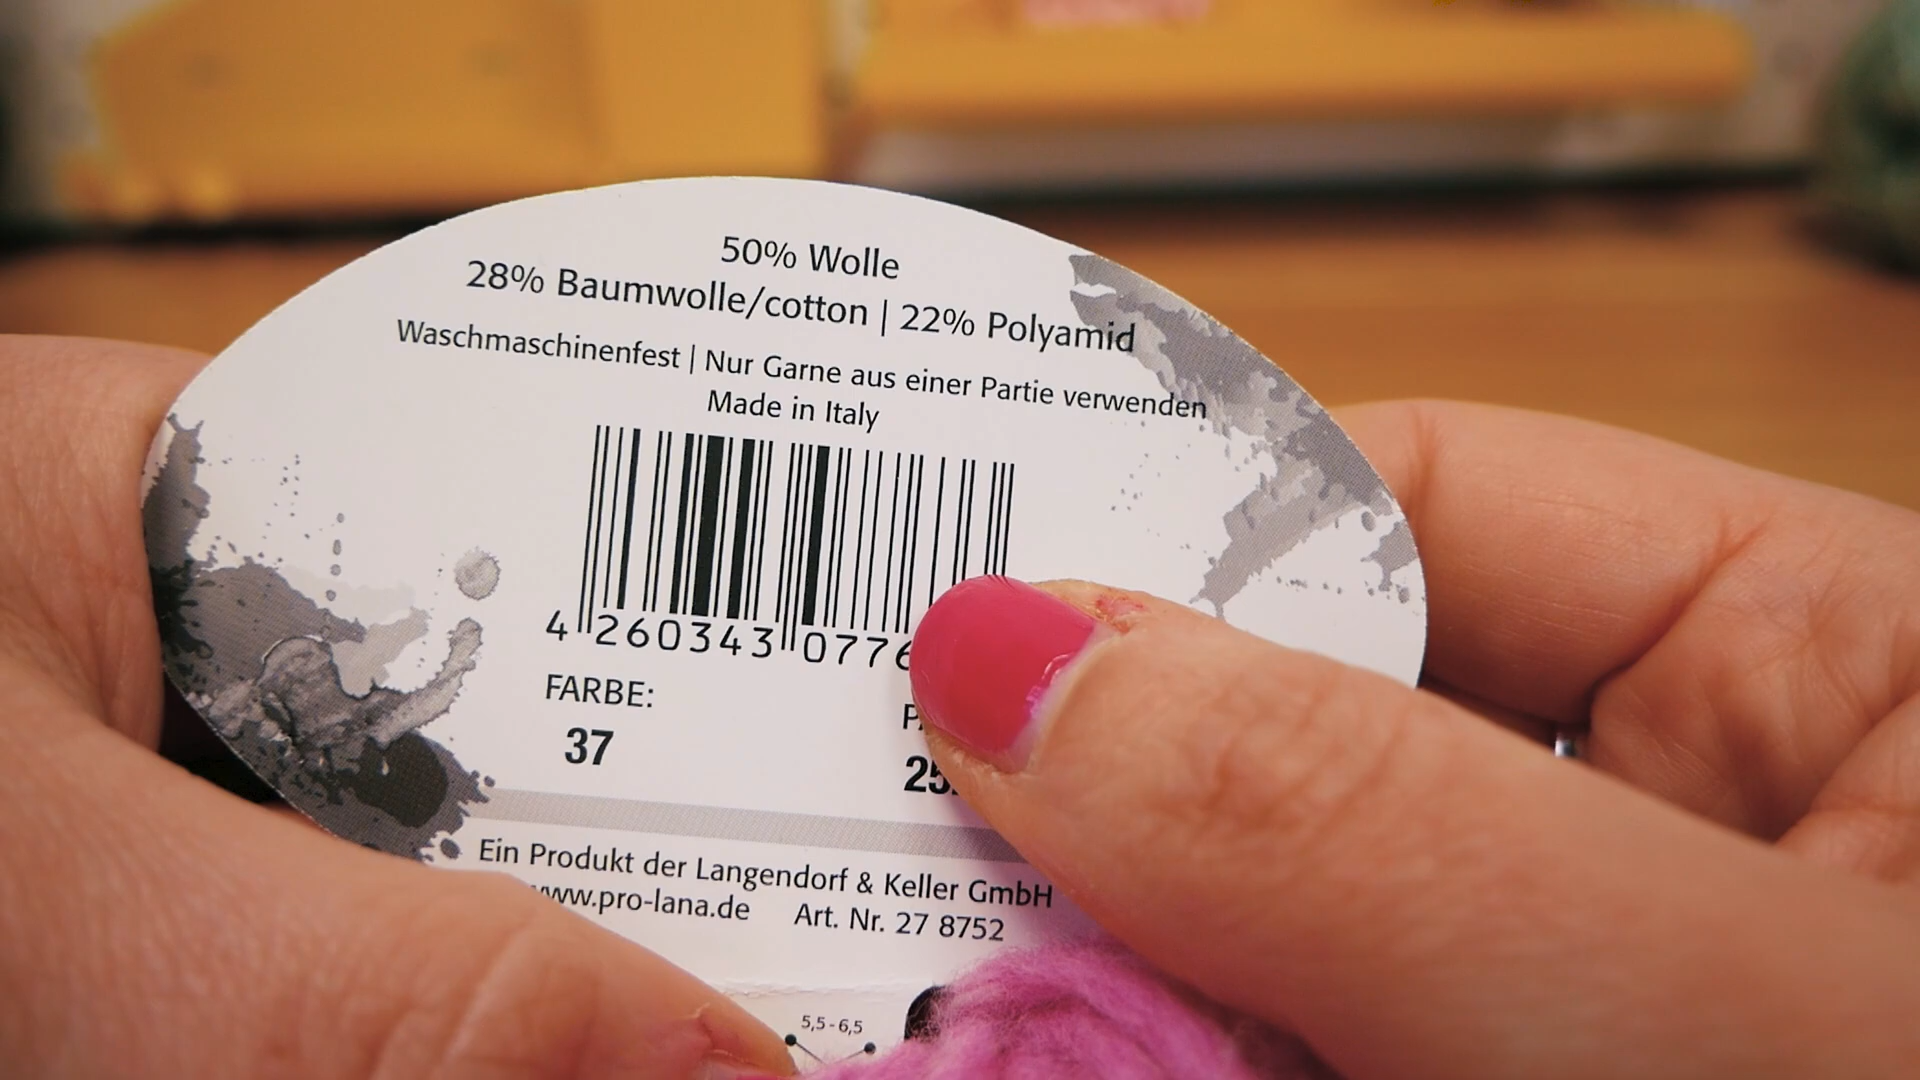 50% Wolle
28% Baumwolle/cotton | 22% Polyamid
Waschmaschinenfest | Nur Garne aus einer Partie verwenden
Made in Italy
4 260343 0776
FARBE:
37
25
Ein Produkt der Langendorf & Keller GmbH
www.pro-lana.de Art. Nr. 27 8752
5,5-6,5